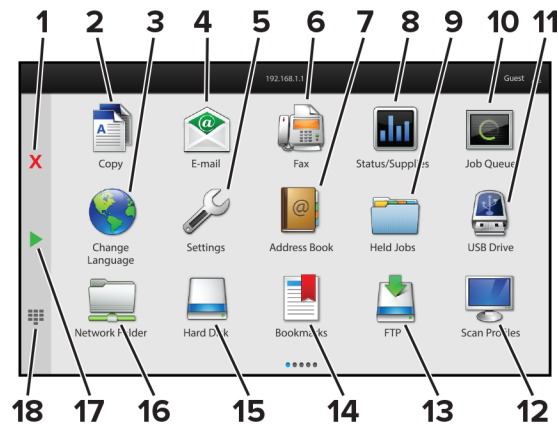 1 2 3 4 5 6 7 8 9 10 11
192.168.1.1 Guest
X
A @
Copy E-mail Fax Status/Supplies Job Queue
@
Change Language Settings Address Book Held Jobs USB Drive
Network Folder Hard Disk Bookmarks FTP Scan Profiles
18 17 16 15 14 13 12